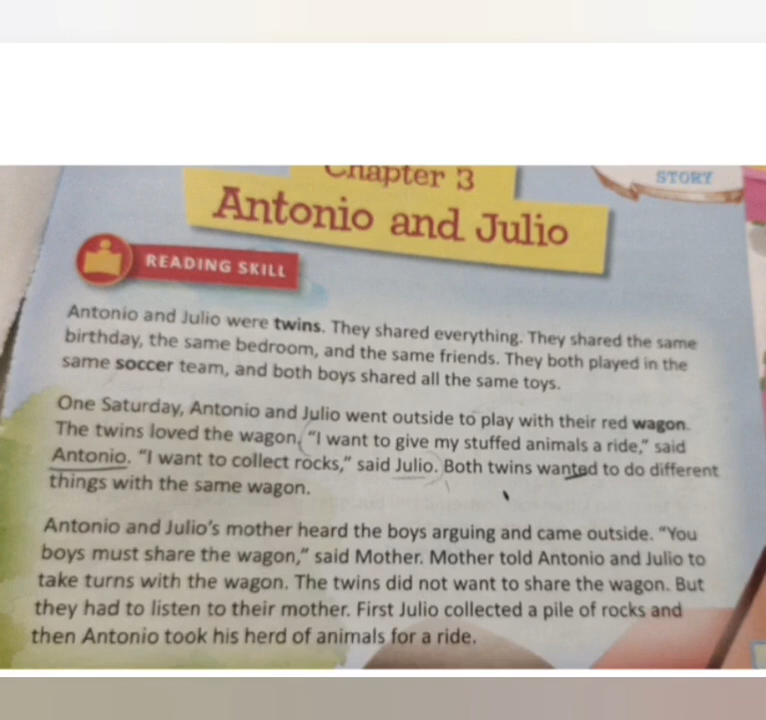 Chapter 3
STORY
Antonio and Julio
READING SKILL
Antonio and Julio were twins. They shared everything. They shared the same
birthday, the same bedroom, and the same friends. They both played in the
same soccer team, and both boys shared all the same toys.
One Saturday, Antonio and Julio went outside to play with their red wagon.
The twins loved the wagon. “I want to give my stuffed animals a ride,” said
Antonio. “I want to collect rocks,” said Julio. Both twins wanted to do different
things with the same wagon.
Antonio and Julio’s mother heard the boys arguing and came outside. “You
boys must share the wagon,” said Mother. Mother told Antonio and Julio to
take turns with the wagon. The twins did not want to share the wagon. But
they had to listen to their mother. First Julio collected a pile of rocks and
then Antonio took his herd of animals for a ride.